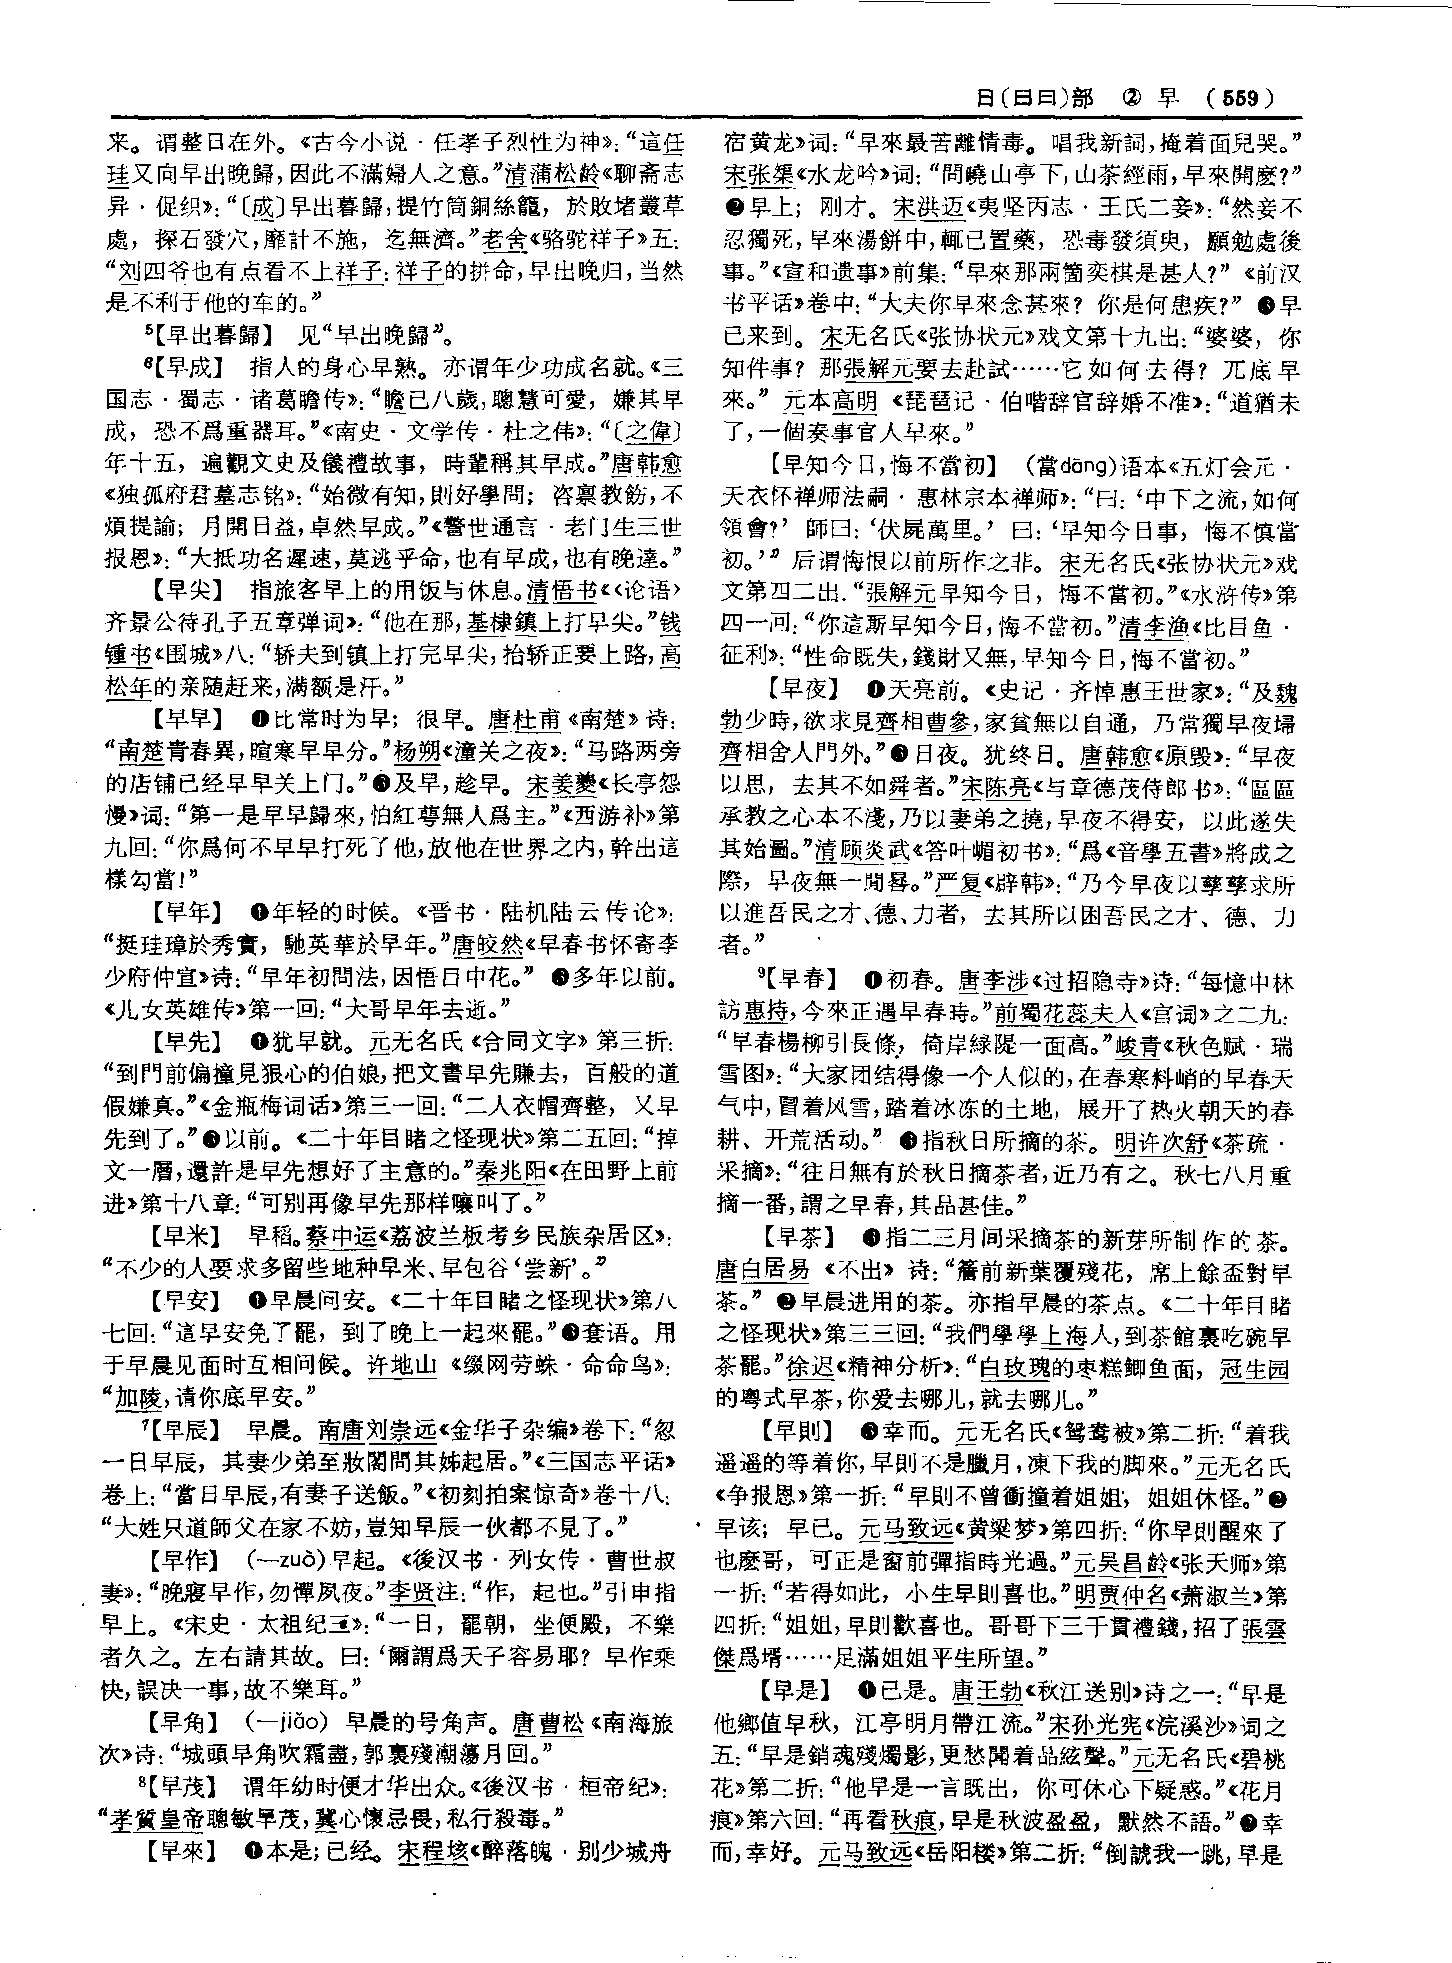 日(日曰)部 ② 早 (559)
来。谓整日在外。《古今小说·任孝子烈性为神》：“這任
珪又向早出晚歸，因此不滿婦人之意。”清蒲松龄《聊斋志
异·促织》：“〔成〕早出暮歸，提竹筒銅絲籠，於敗堵叢草
處，探石發穴，靡計不施，迄無濟。”老舍《骆驼祥子》五：
“刘四爷也有点看不上祥子：祥子的拼命，早出晚归，当然
是不利于他的车的。”
⁵【早出暮歸】 见“早出晚歸”。
⁶【早成】 指人的身心早熟。亦谓年少功成名就。《三
国志·蜀志·诸葛瞻传》：“瞻已八歲，聰慧可愛，嫌其早
成，恐不爲重器耳。”《南史·文学传·杜之伟》：“〔之偉〕
年十五，遍觀文史及儀禮故事，時輩稱其早成。”唐韩愈
《独孤府君墓志铭》：“始微有知，則好學問；咨禀教飭，不
煩提諭；月開日益，卓然早成。”《警世通言·老门生三世
报恩》：“大抵功名遲速，莫逃乎命，也有早成，也有晚達。”
【早尖】 指旅客早上的用饭与休息。清悟书《〈论语〉
齐景公待孔子五章弹词》：“他在那，基棣鎮上打早尖。”钱
锺书《围城》八：“轿夫到镇上打完早尖，抬轿正要上路，高
松年的亲随赶来，满额是汗。”
【早早】 ❶比常时为早；很早。唐杜甫《南楚》诗：
“南楚青春異，暄寒早早分。”杨朔《潼关之夜》：“马路两旁
的店铺已经早早关上门。”❷及早，趁早。宋姜夔《长亭怨
慢》词：“第一是早早歸來，怕紅萼無人爲主。”《西游补》第
九回：“你爲何不早早打死了他，放他在世界之内，幹出這
樣勾當！”
【早年】 ❶年轻的时候。《晋书·陆机陆云传论》：
“挺珪璋於秀實，馳英華於早年。”唐皎然《早春书怀寄李
少府仲宣》诗：“早年初問法，因悟目中花。” ❷多年以前。
《儿女英雄传》第一回：“大哥早年去逝。”
【早先】 ❶犹早就。元无名氏《合同文字》第三折：
“到門前偏撞見狠心的伯娘，把文書早先賺去，百般的道
假嫌真。”《金瓶梅词话》第三一回：“二人衣帽齊整，又早
先到了。”❷以前。《二十年目睹之怪现状》第二五回：“掉
文一層，還許是早先想好了主意的。”秦兆阳《在田野上前
进》第十八章：“可别再像早先那样嚷叫了。”
【早米】 早稻。蔡中运《荔波兰板考乡民族杂居区》：
“不少的人要求多留些地种早米、早包谷‘尝新’。”
【早安】 ❶早晨问安。《二十年目睹之怪现状》第八
七回：“這早安免了罷，到了晚上一起來罷。”❷套语。用
于早晨见面时互相问候。许地山《缀网劳蛛·命命鸟》：
“加陵，请你底早安。”
⁷【早辰】 早晨。南唐刘崇远《金华子杂编》卷下：“忽
一日早辰，其妻少弟至妝閣問其姊起居。”《三国志平话》
卷上：“當日早辰，有妻子送飯。”《初刻拍案惊奇》卷十八：
“大姓只道師父在家不妨，豈知早辰一伙都不見了。”
【早作】 (一zuò)早起。《後汉书·列女传·曹世叔
妻》：“晚寢早作，勿憚夙夜。”李贤注：“作，起也。”引申指
早上。《宋史·太祖纪三》：“一日，罷朝，坐便殿，不樂
者久之。左右請其故。曰：‘爾謂爲天子容易耶？早作乘
快，誤决一事，故不樂耳。”
【早角】 (一jiǎo) 早晨的号角声。唐曹松《南海旅
次》诗：“城頭早角吹霜盡，郭裏殘潮蕩月回。”
⁸【早茂】 谓年幼时便才华出众。《後汉书·桓帝纪》：
“孝質皇帝聰敏早茂，冀心懷忌畏，私行殺毒。”
【早來】 ❶本是；已经。宋程垓《醉落魄·别少城舟
宿黄龙》词：“早來最苦離情毒。唱我新詞，掩着面兒哭。”
宋张榘《水龙吟》词：“問曉山亭下，山茶經雨，早來開麽？”
❷早上；刚才。宋洪迈《夷坚丙志·王氏二妾》：“然妾不
忍獨死，早來湯餅中，輒已置藥，恐毒發須臾，願勉處後
事。”《宣和遗事》前集：“早來那兩箇奕棋是甚人？” 《前汉
书平话》卷中：“大夫你早來念甚來？你是何患疾？” ❸早
已来到。宋无名氏《张协状元》戏文第十九出：“婆婆，你
知件事？那張解元要去赴試……它如何去得？兀底早
來。” 元本高明《琵琶记·伯喈辞官辞婚不准》：“道猶未
了，一個奏事官人早來。”
【早知今日，悔不當初】 (當dāng)语本《五灯会元·
天衣怀禅师法嗣·惠林宗本禅师》：“曰：‘中下之流，如何
領會？’ 師曰：‘伏屍萬里。’ 曰：‘早知今日事，悔不慎當
初。’” 后谓悔恨以前所作之非。宋无名氏《张协状元》戏
文第四二出：“張解元早知今日，悔不當初。”《水浒传》第
四一回：“你這厮早知今日，悔不當初。”清李渔《比目鱼·
征利》：“性命既失，錢財又無，早知今日，悔不當初。”
【早夜】 ❶天亮前。《史记·齐悼惠王世家》：“及魏
勃少時，欲求見齊相曹參，家貧無以自通，乃常獨早夜埽
齊相舍人門外。”❷日夜。犹终日。唐韩愈《原毁》：“早夜
以思，去其不如舜者。”宋陈亮《与章德茂侍郎书》：“區區
承教之心本不淺，乃以妻弟之撓，早夜不得安，以此遂失
其始圖。”清顾炎武《答叶嵋初书》：“爲《音學五書》將成之
際，早夜無一閒晷。”严复《辟韩》：“乃今早夜以孳孳求所
以進吾民之才、德、力者，去其所以困吾民之才、德、力
者。”
⁹【早春】 ❶初春。唐李涉《过招隐寺》诗：“每憶中林
訪惠持，今來正遇早春時。”前蜀花蕊夫人《宫词》之二九：
“早春楊柳引長條，倚岸緑隄一面高。”峻青《秋色赋·瑞
雪图》：“大家团结得像一个人似的，在春寒料峭的早春天
气中，冒着风雪，踏着冰冻的土地，展开了热火朝天的春
耕、开荒活动。” ❷指秋日所摘的茶。明许次舒《茶疏·
采摘》：“往日無有於秋日摘茶者，近乃有之。秋七八月重
摘一番，謂之早春，其品甚佳。”
【早茶】 ❶指二三月间采摘茶的新芽所制作的茶。
唐白居易《不出》诗：“簷前新葉覆殘花，席上餘盃對早
茶。” ❷早晨进用的茶。亦指早晨的茶点。《二十年目睹
之怪现状》第三三回：“我們學學上海人，到茶館裏吃碗早
茶罷。”徐迟《精神分析》：“白玫瑰的枣糕鲫鱼面，冠生园
的粤式早茶，你爱去哪儿，就去哪儿。”
【早則】 ❶幸而。元无名氏《鸳鸯被》第二折：“着我
遥遥的等着你，早則不是臘月，凍下我的脚來。”元无名氏
《争报恩》第一折：“早則不曾衝撞着姐姐，姐姐休怪。”❷
早该；早已。元马致远《黄粱梦》第四折：“你早則醒來了
也麽哥，可正是窗前彈指時光過。”元吴昌龄《张天师》第
一折：“若得如此，小生早則喜也。”明贾仲名《萧淑兰》第
四折：“姐姐，早則歡喜也。哥哥下三千貫禮錢，招了張雲
傑爲壻……足滿姐姐平生所望。”
【早是】 ❶已是。唐王勃《秋江送别》诗之一：“早是
他鄉值早秋，江亭明月帶江流。”宋孙光宪《浣溪沙》词之
五：“早是銷魂殘燭影，更愁聞着品絃聲。”元无名氏《碧桃
花》第二折：“他早是一言既出，你可休心下疑惑。”《花月
痕》第六回：“再看秋痕，早是秋波盈盈，默然不語。”❷幸
而，幸好。元马致远《岳阳楼》第二折：“倒諕我一跳，早是